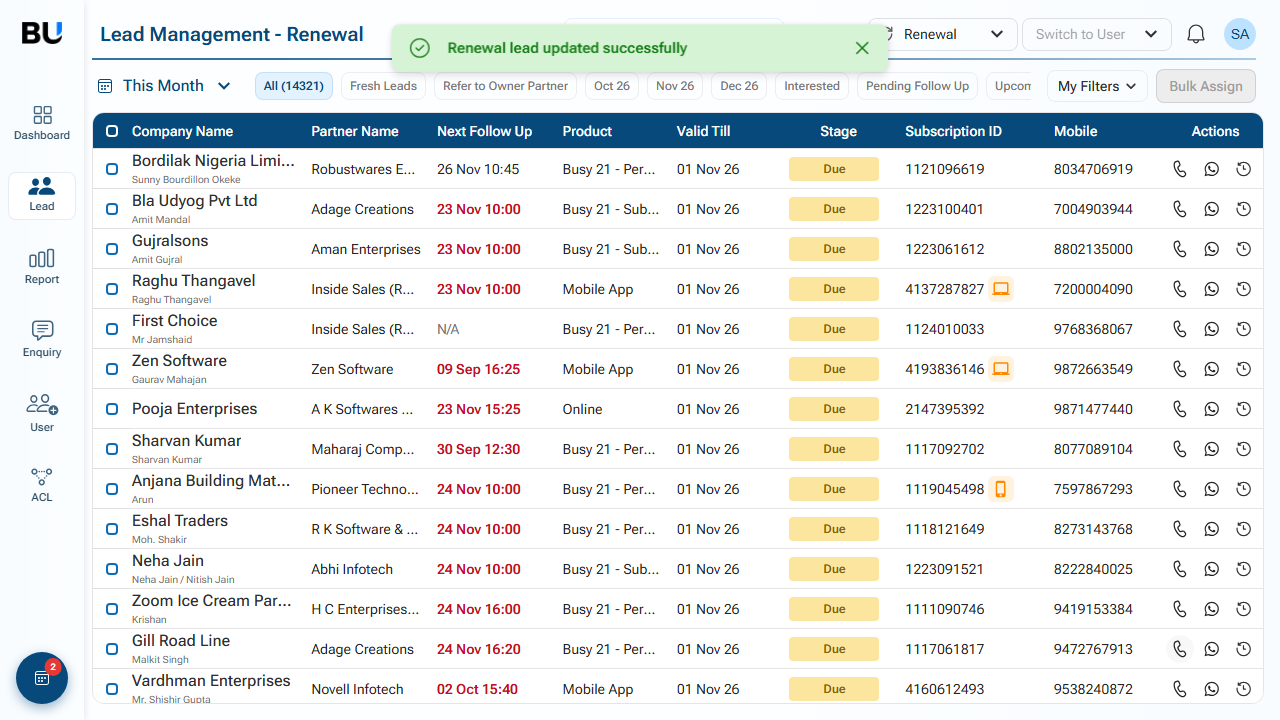 BU
Lead Management - Renewal
Renewal lead updated successfully
Renewal
Switch to User
SA
This Month
All (14321)
Fresh Leads
Refer to Owner Partner
Oct 26
Nov 26
Dec 26
Interested
Pending Follow Up
Upcom
My Filters
Bulk Assign
Dashboard
Lead
Report
Enquiry
User
ACL
2
Company Name Partner Name Next Follow Up Product Valid Till Stage Subscription ID Mobile Actions
Bordilak Nigeria Limi... Robustwares E... 26 Nov 10:45 Busy 21 - Per... 01 Nov 26 Due 1121096619 8034706919
Sunny Bourdillon Okeke
Bla Udyog Pvt Ltd Adage Creations 23 Nov 10:00 Busy 21 - Sub... 01 Nov 26 Due 1223100401 7004903944
Amit Mandal
Gujralsons Aman Enterprises 23 Nov 10:00 Busy 21 - Sub... 01 Nov 26 Due 1223061612 8802135000
Amit Gujral
Raghu Thangavel Inside Sales (R... 23 Nov 10:00 Mobile App 01 Nov 26 Due 4137287827 7200004090
Raghu Thangavel
First Choice Inside Sales (R... N/A Busy 21 - Per... 01 Nov 26 Due 1124010033 9768368067
Mr Jamshaid
Zen Software Zen Software 09 Sep 16:25 Mobile App 01 Nov 26 Due 4193836146 9872663549
Gaurav Mahajan
Pooja Enterprises A K Softwares ... 23 Nov 15:25 Online 01 Nov 26 Due 2147395392 9871477440
Sharvan Kumar Maharaj Comp... 30 Sep 12:30 Busy 21 - Per... 01 Nov 26 Due 1117092702 8077089104
Sharvan Kumar
Anjana Building Mat... Pioneer Techno... 24 Nov 10:00 Busy 21 - Per... 01 Nov 26 Due 1119045498 7597867293
Arun
Eshal Traders R K Software & ... 24 Nov 10:00 Busy 21 - Per... 01 Nov 26 Due 1118121649 8273143768
Moh. Shakir
Neha Jain Abhi Infotech 24 Nov 10:00 Busy 21 - Sub... 01 Nov 26 Due 1223091521 8222840025
Neha Jain / Nitish Jain
Zoom Ice Cream Par... H C Enterprises... 24 Nov 16:00 Busy 21 - Per... 01 Nov 26 Due 1111090746 9419153384
Krishan
Gill Road Line Adage Creations 24 Nov 16:20 Busy 21 - Per... 01 Nov 26 Due 1117061817 9472767913
Malkit Singh
Vardhman Enterprises Novell Infotech 02 Oct 15:40 Mobile App 01 Nov 26 Due 4160612493 9538240872
Mr. Shishir Gupta